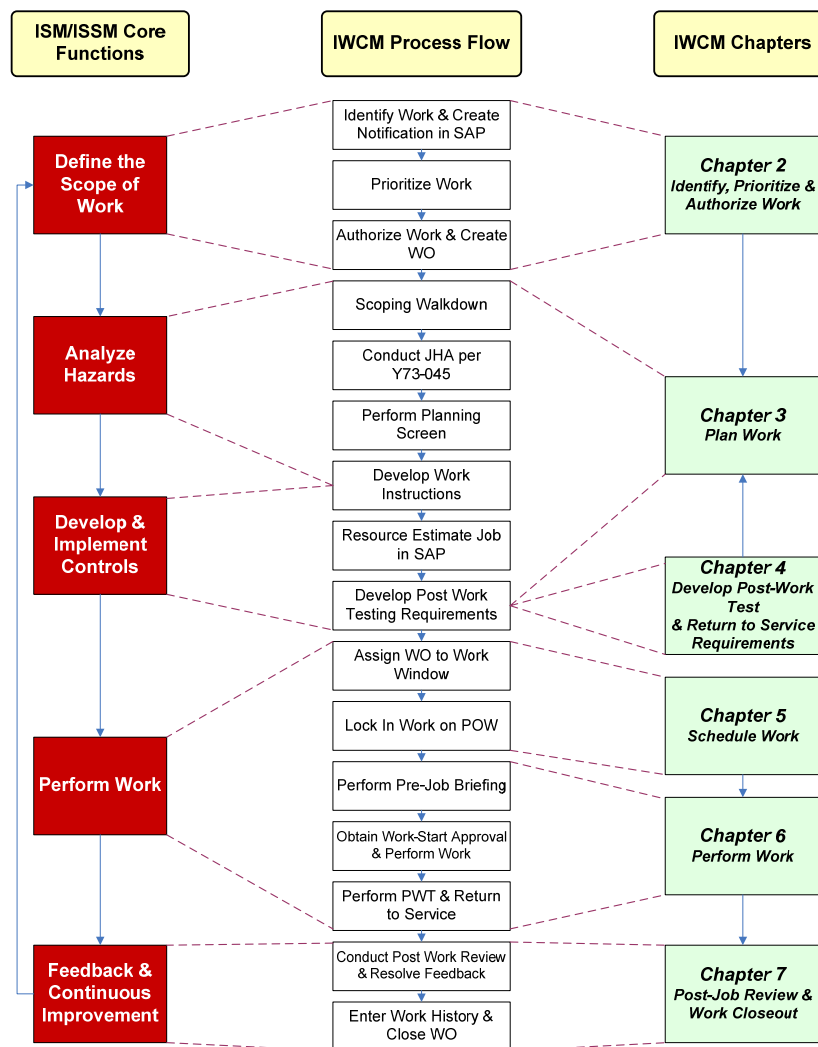 ISM/ISSM Core
Functions
IWCM Process Flow
IWCM Chapters
Define the
Scope of
Work
Analyze
Hazards
Develop &
Implement
Controls
Perform Work
Feedback &
Continuous
Improvement
Identify Work & Create
Notification in SAP
Prioritize Work
Authorize Work & Create
WO
Scoping Walkdown
Conduct JHA per
Y73-045
Perform Planning
Screen
Develop Work
Instructions
Resource Estimate Job
in SAP
Develop Post Work
Testing Requirements
Assign WO to Work
Window
Lock In Work on POW
Perform Pre-Job Briefing
Obtain Work-Start Approval
& Perform Work
Perform PWT & Return
to Service
Conduct Post Work Review
& Resolve Feedback
Enter Work History &
Close WO
Chapter 2
Identify, Prioritize &
Authorize Work
Chapter 3
Plan Work
Chapter 4
Develop Post-Work
Test
& Return to Service
Requirements
Chapter 5
Schedule Work
Chapter 6
Perform Work
Chapter 7
Post-Job Review &
Work Closeout